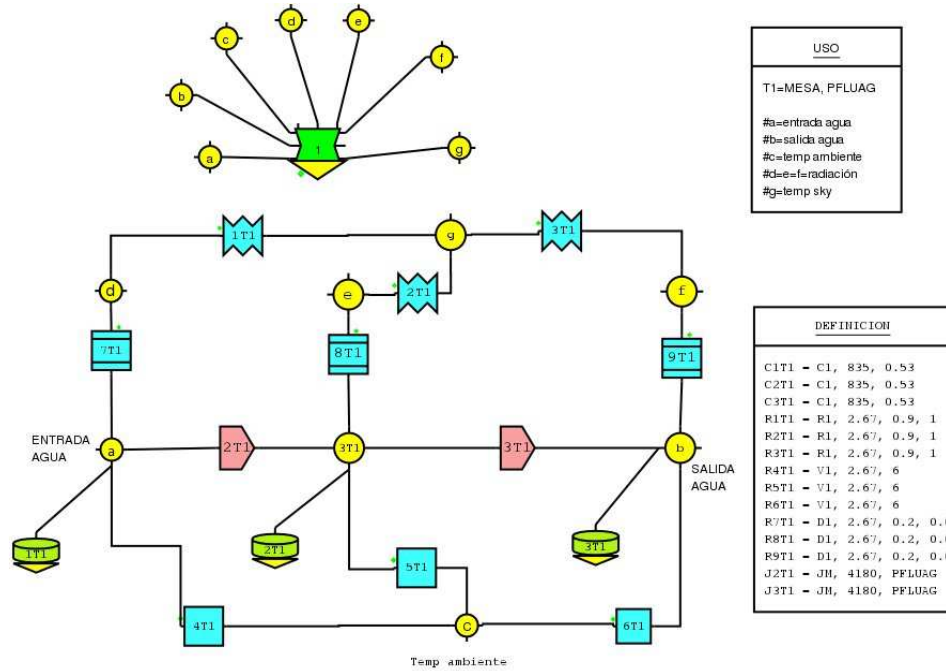 d
e
c
f
b
1
a
g
USO
T1=MESA, PFLUAG
#a=entrada agua
#b=salida agua
#c=temp ambiente
#d=e=f=radiación
#g=temp sky
1T1
g
3T1
d
e
2T1
f
7T1
8T1
9T1
ENTRADA
AGUA
a
2T1
3T1
3T1
b
SALIDA
AGUA
1T1
2T1
3T1
5T1
4T1
C
6T1
Temp ambiente
DEFINICION
C1T1 = C1, 835, 0.53
C2T1 = C1, 835, 0.53
C3T1 = C1, 835, 0.53
R1T1 = R1, 2.67, 0.9, 1
R2T1 = R1, 2.67, 0.9, 1
R3T1 = R1, 2.67, 0.9, 1
R4T1 = V1, 2.67, 6
R5T1 = V1, 2.67, 6
R6T1 = V1, 2.67, 6
R7T1 = D1, 2.67, 0.2,
R8T1 = D1, 2.67, 0.2,
R9T1 = D1, 2.67, 0.2,
J2T1 = JM, 4180, PFLUAG
J3T1 = JM, 4180, PFLUAG